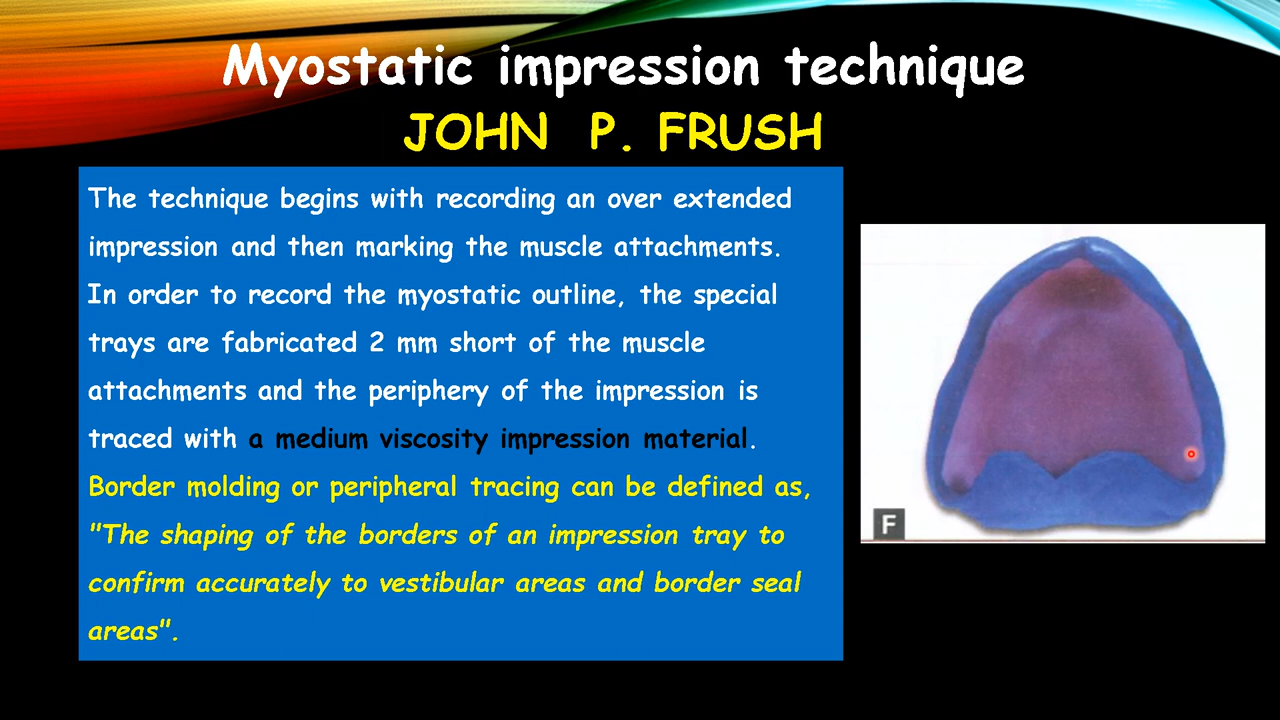 Myostatic impression technique
JOHN P. FRUSH
The technique begins with recording an over extended
impression and then marking the muscle attachments.
In order to record the myostatic outline, the special
trays are fabricated 2 mm short of the muscle
attachments and the periphery of the impression is
traced with a medium viscosity impression material.
Border molding or peripheral tracing can be defined as,
"The shaping of the borders of an impression tray to
confirm accurately to vestibular areas and border seal
areas".
F